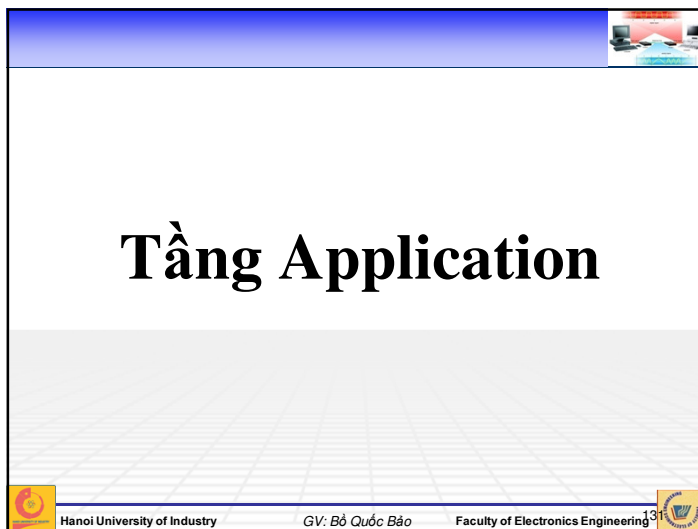 Tầng Application
Hanoi University of Industry
GV: Bồ Quốc Bảo
Faculty of Electronics Engineering
131